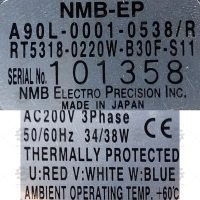 NMB-EP
A90L-0001-0538/R
RT5318-0220W-B30F-S11
SERIAL No. 101358
NMB ELECTRO PRECISION INC.
MADE IN JAPAN
AC200V 3Phase
50/60Hz 34/38W
THERMALLY PROTECTED
U:RED V:WHITE W:BLUE
AMBIENT OPERATING TEMP. +60℃
CE